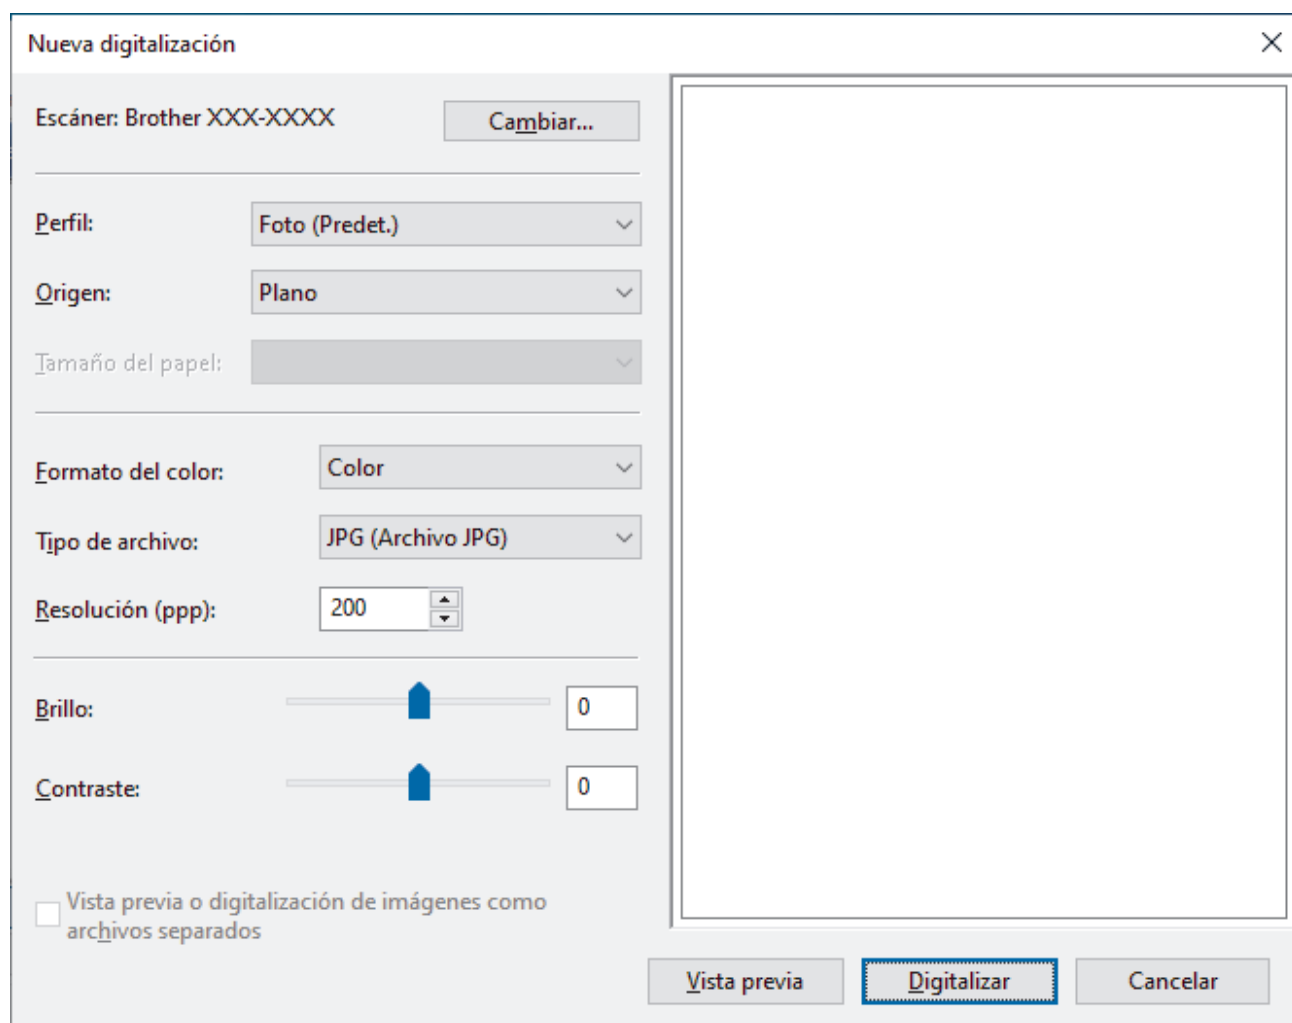 Nueva digitalización
Escáner: Brother XXX-XXXX
Cambiar...
Perfil:
Foto (Predet.)
Origen:
Plano
Tamaño del papel:
Formato del color:
Color
Tipo de archivo:
JPG (Archivo JPG)
Resolución (ppp):
200
Brillo:
0
Contraste:
0
Vista previa o digitalización de imágenes como
archivos separados
Vista previa
Digitalizar
Cancelar